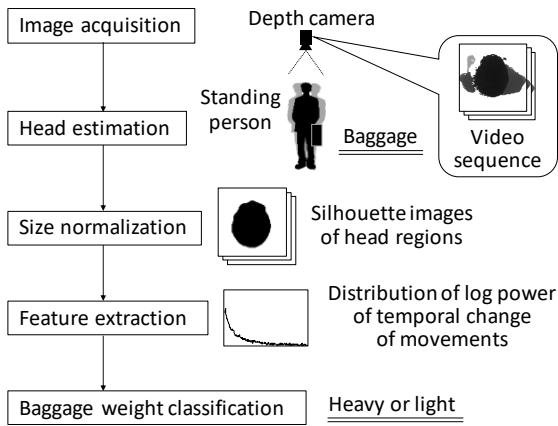 Image acquisition
Depth camera
Head estimation
Standing
person
Baggage
Video
sequence
Size normalization
Silhouette images
of head regions
Feature extraction
Distribution of log power
of temporal change
of movements
Baggage weight classification
Heavy or light